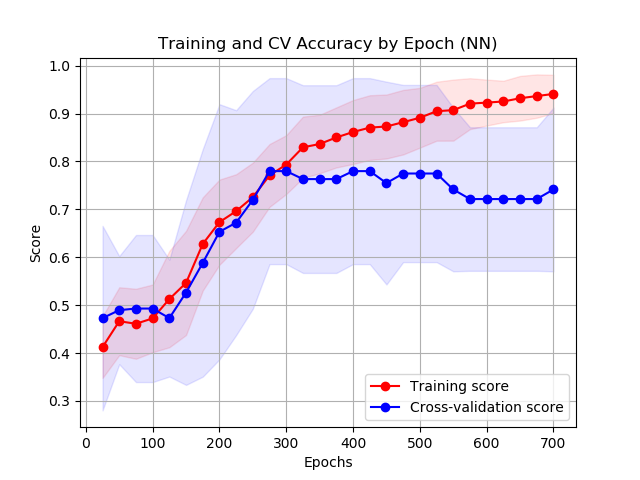 Training and CV Accuracy by Epoch (NN)
1.0
0.9
0.8
0.7
0.6
0.5
0.4
0.3
Score
0 100 200 300 400 500 600 700
Epochs
Training score
Cross-validation score